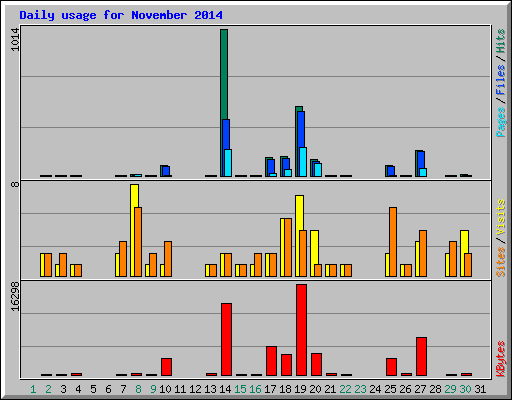 Daily usage for November 2014
1014
8
16298
Pages / Files / Hits
Sites / Visits
KBytes
1 2 3 4 5 6 7 8 9 10 11 12 13 14 15 16 17 18 19 20 21 22 23 24 25 26 27 28 29 30 31